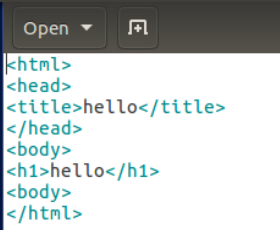 Open
<html>
<head>
<title>hello</title>
</head>
<body>
<h1>hello</h1>
<body>
</html>